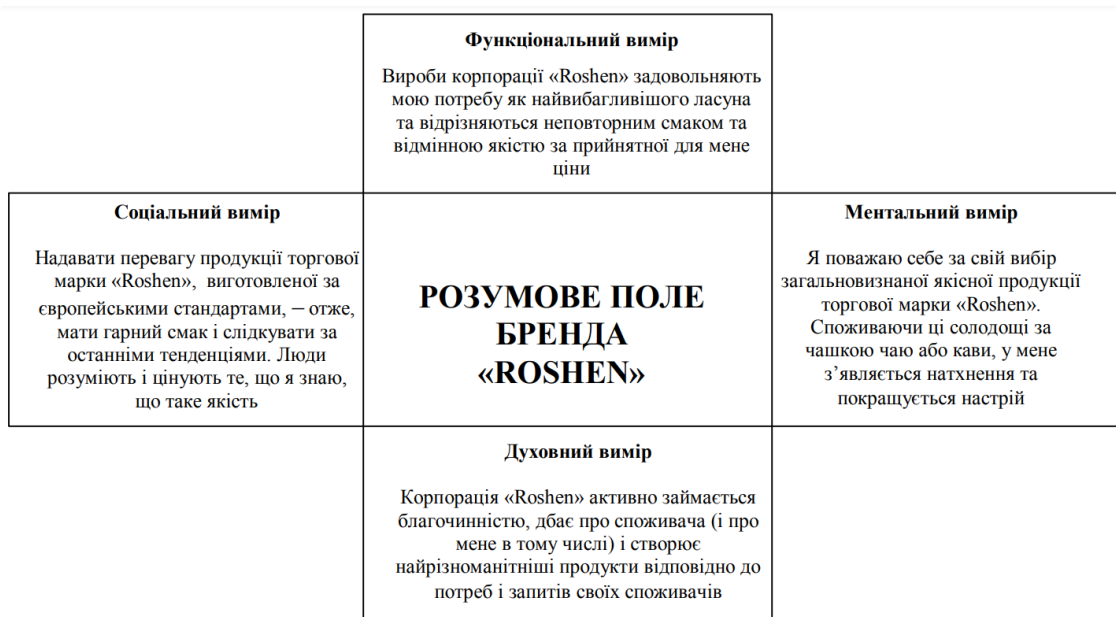 Функціональний вимір
Вироби корпорації «Roshen» задовольняють
мою потребу як найвибагливішого ласуна
та відрізняються неповторним смаком та
відмінною якістю за прийнятної для мене
ціни
Соціальний вимір
Надавати перевагу продукції торгової
марки «Roshen», виготовленої за
європейськими стандартами, – отже,
мати гарний смак і слідкувати за
останніми тенденціями. Люди
розуміють і цінують те, що я знаю,
що таке якість
РОЗУМОВЕ ПОЛЕ
БРЕНДА
«ROSHEN»
Ментальний вимір
Я поважаю себе за свій вибір
загальновизнаної якісної продукції
торгової марки «Roshen».
Споживаючи ці солодощі за
чашкою чаю або кави, у мене
з’являється натхнення та
покращується настрій
Духовний вимір
Корпорація «Roshen» активно займається
благочинністю, дбає про споживача (і про
мене в тому числі) і створює
найрізноманітніші продукти відповідно до
потреб і запитів своїх споживачів